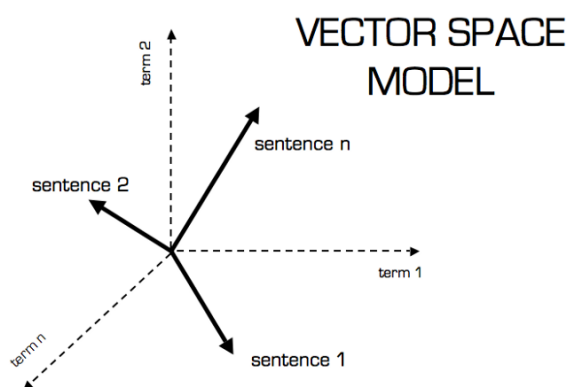 VECTOR SPACE
MODEL
term 2
sentence n
sentence 2
term 1
term n
sentence 1